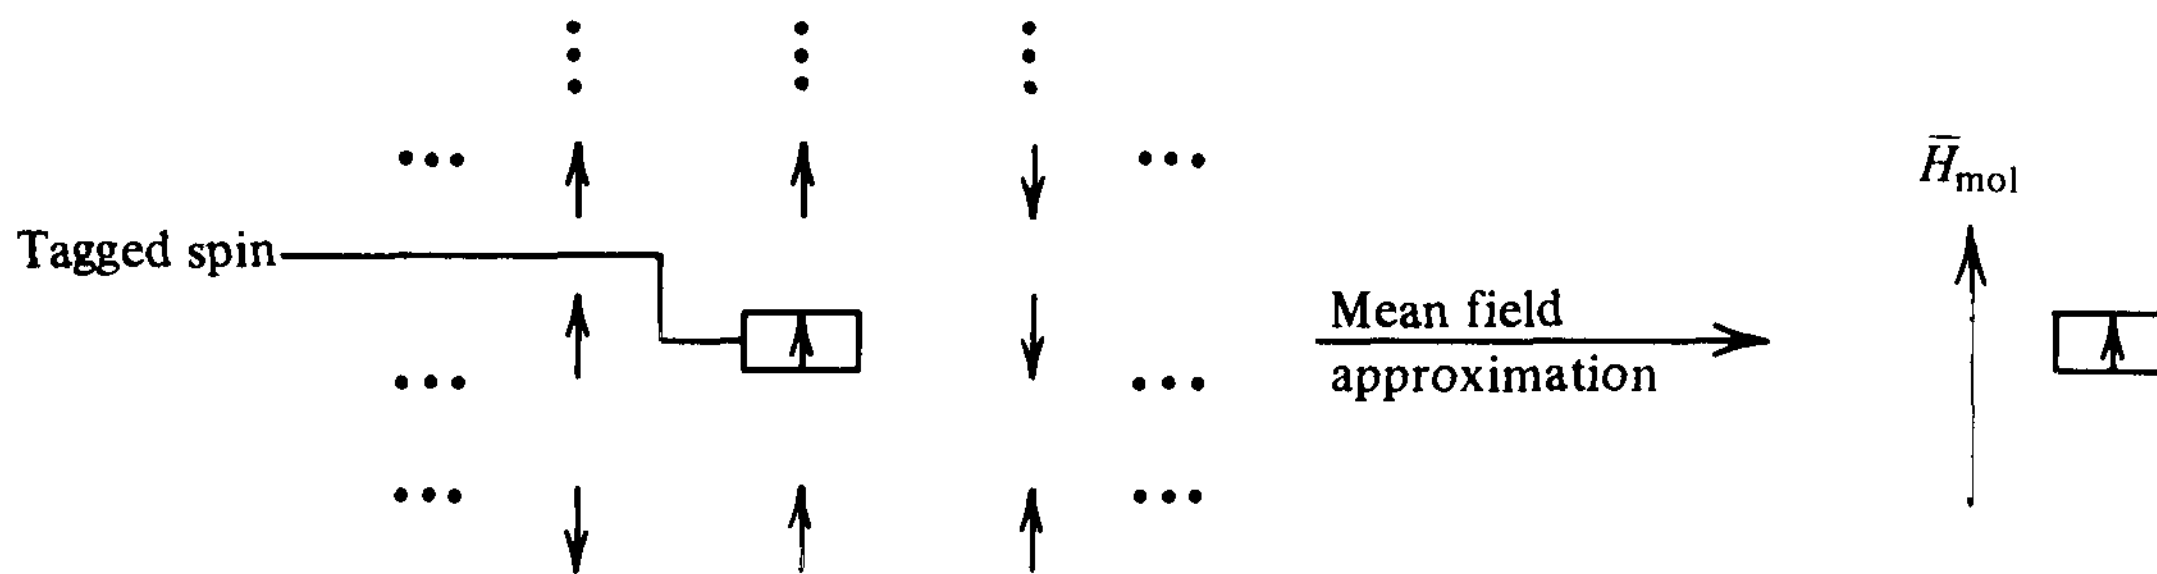 H̅mol
Tagged spin
Mean field
approximation